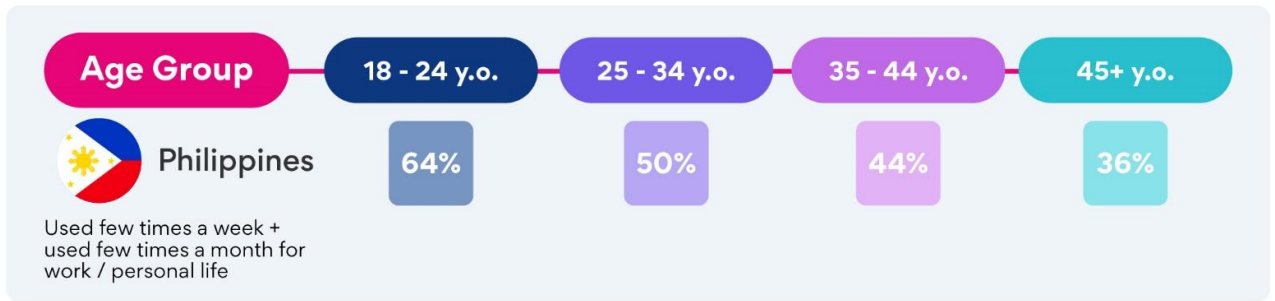 Age Group
18 - 24 y.o.
25 - 34 y.o.
35 - 44 y.o.
45+ y.o.
Philippines
64%
50%
44%
36%
Used few times a week +
used few times a month for
work / personal life